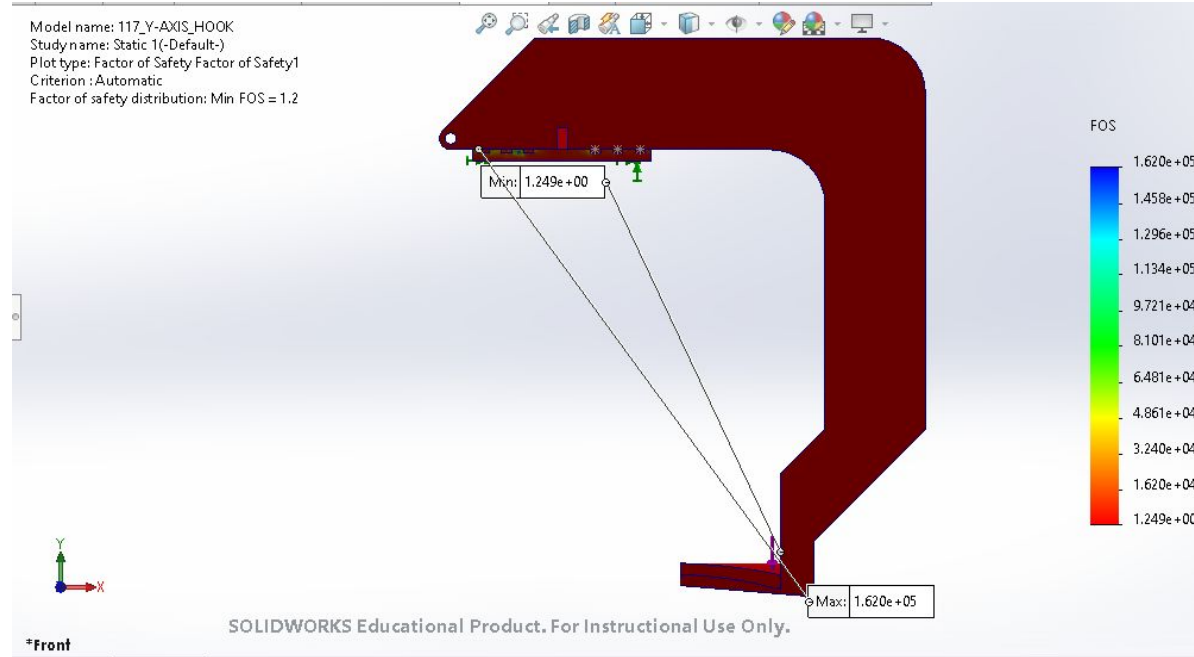 Model name: 117_Y-AXIS_HOOK
Study name: Static 1(-Default-)
Plot type: Factor of Safety Factor of Safety1
Criterion : Automatic
Factor of safety distribution: Min FOS = 1.2
FOS
1.620e+05
1.458e+05
1.296e+05
1.134e+05
9.721e+04
8.101e+04
6.481e+04
4.861e+04
3.240e+04
1.620e+04
1.249e+00
Min: 1.249e+00
Max: 1.620e+05
Y
X
SOLIDWORKS Educational Product. For Instructional Use Only.
*Front